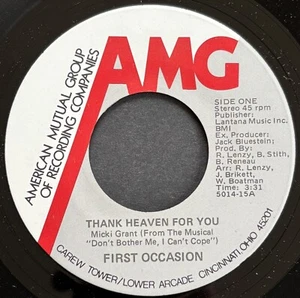 AMERICAN MUTUAL GROUP
OF RECORDING COMPANIES
AMG
SIDE ONE
Stereo 45 rpm
Publisher:
Lantana Music Inc.
BMI
Ex. Producer:
Jack Bluestein;
Prod. By:
R. Lenzy, B. Stith,
B. Reneau
Arr: R. Lenzy,
J. Brikett,
W. Boatman
Time: 3:31
5014-15A
THANK HEAVEN FOR YOU
Micki Grant (From The Musical
"Don't Bother Me, I Can't Cope")
FIRST OCCASION
CAREW TOWER/LOWER ARCADE CINCINNATI, OHIO 45201